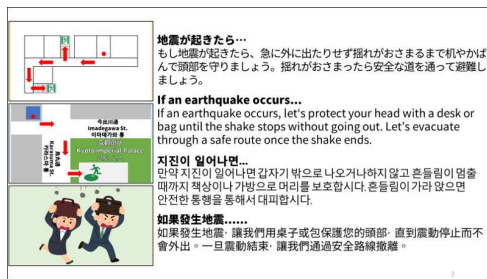 地震が起きたら…
もし地震が起きたら、急に外に出たりせず揺れがおさまるまで机やかば
んで頭部を守りましょう。揺れがおさまったら安全な道を通って避難し
ましょう。
If an earthquake occurs...
If an earthquake occurs, let's protect your head with a desk or
bag until the shake stops without going out. Let's evacuate
through a safe route once the shake ends.
지진이 일어나면...
만약 지진이 일어나면 갑자기 밖으로 나오거나하지 않고 흔들림이 멈출
때까지 책상이나 가방으로 머리를 보호합시다.흔들림이 가라 앉으면
안전한 통행을 통해서 대피합시다.
如果發生地震......
如果發生地震，讓我們用桌子或包保護您的頭部，直到震動停止而不
會外出。一旦震動結束，讓我們通過安全路線撤離。
今出川通
Imadegawa St.
이마데가와 통
烏丸通
Karasuma St.
Kyoto Imperial Palace
2